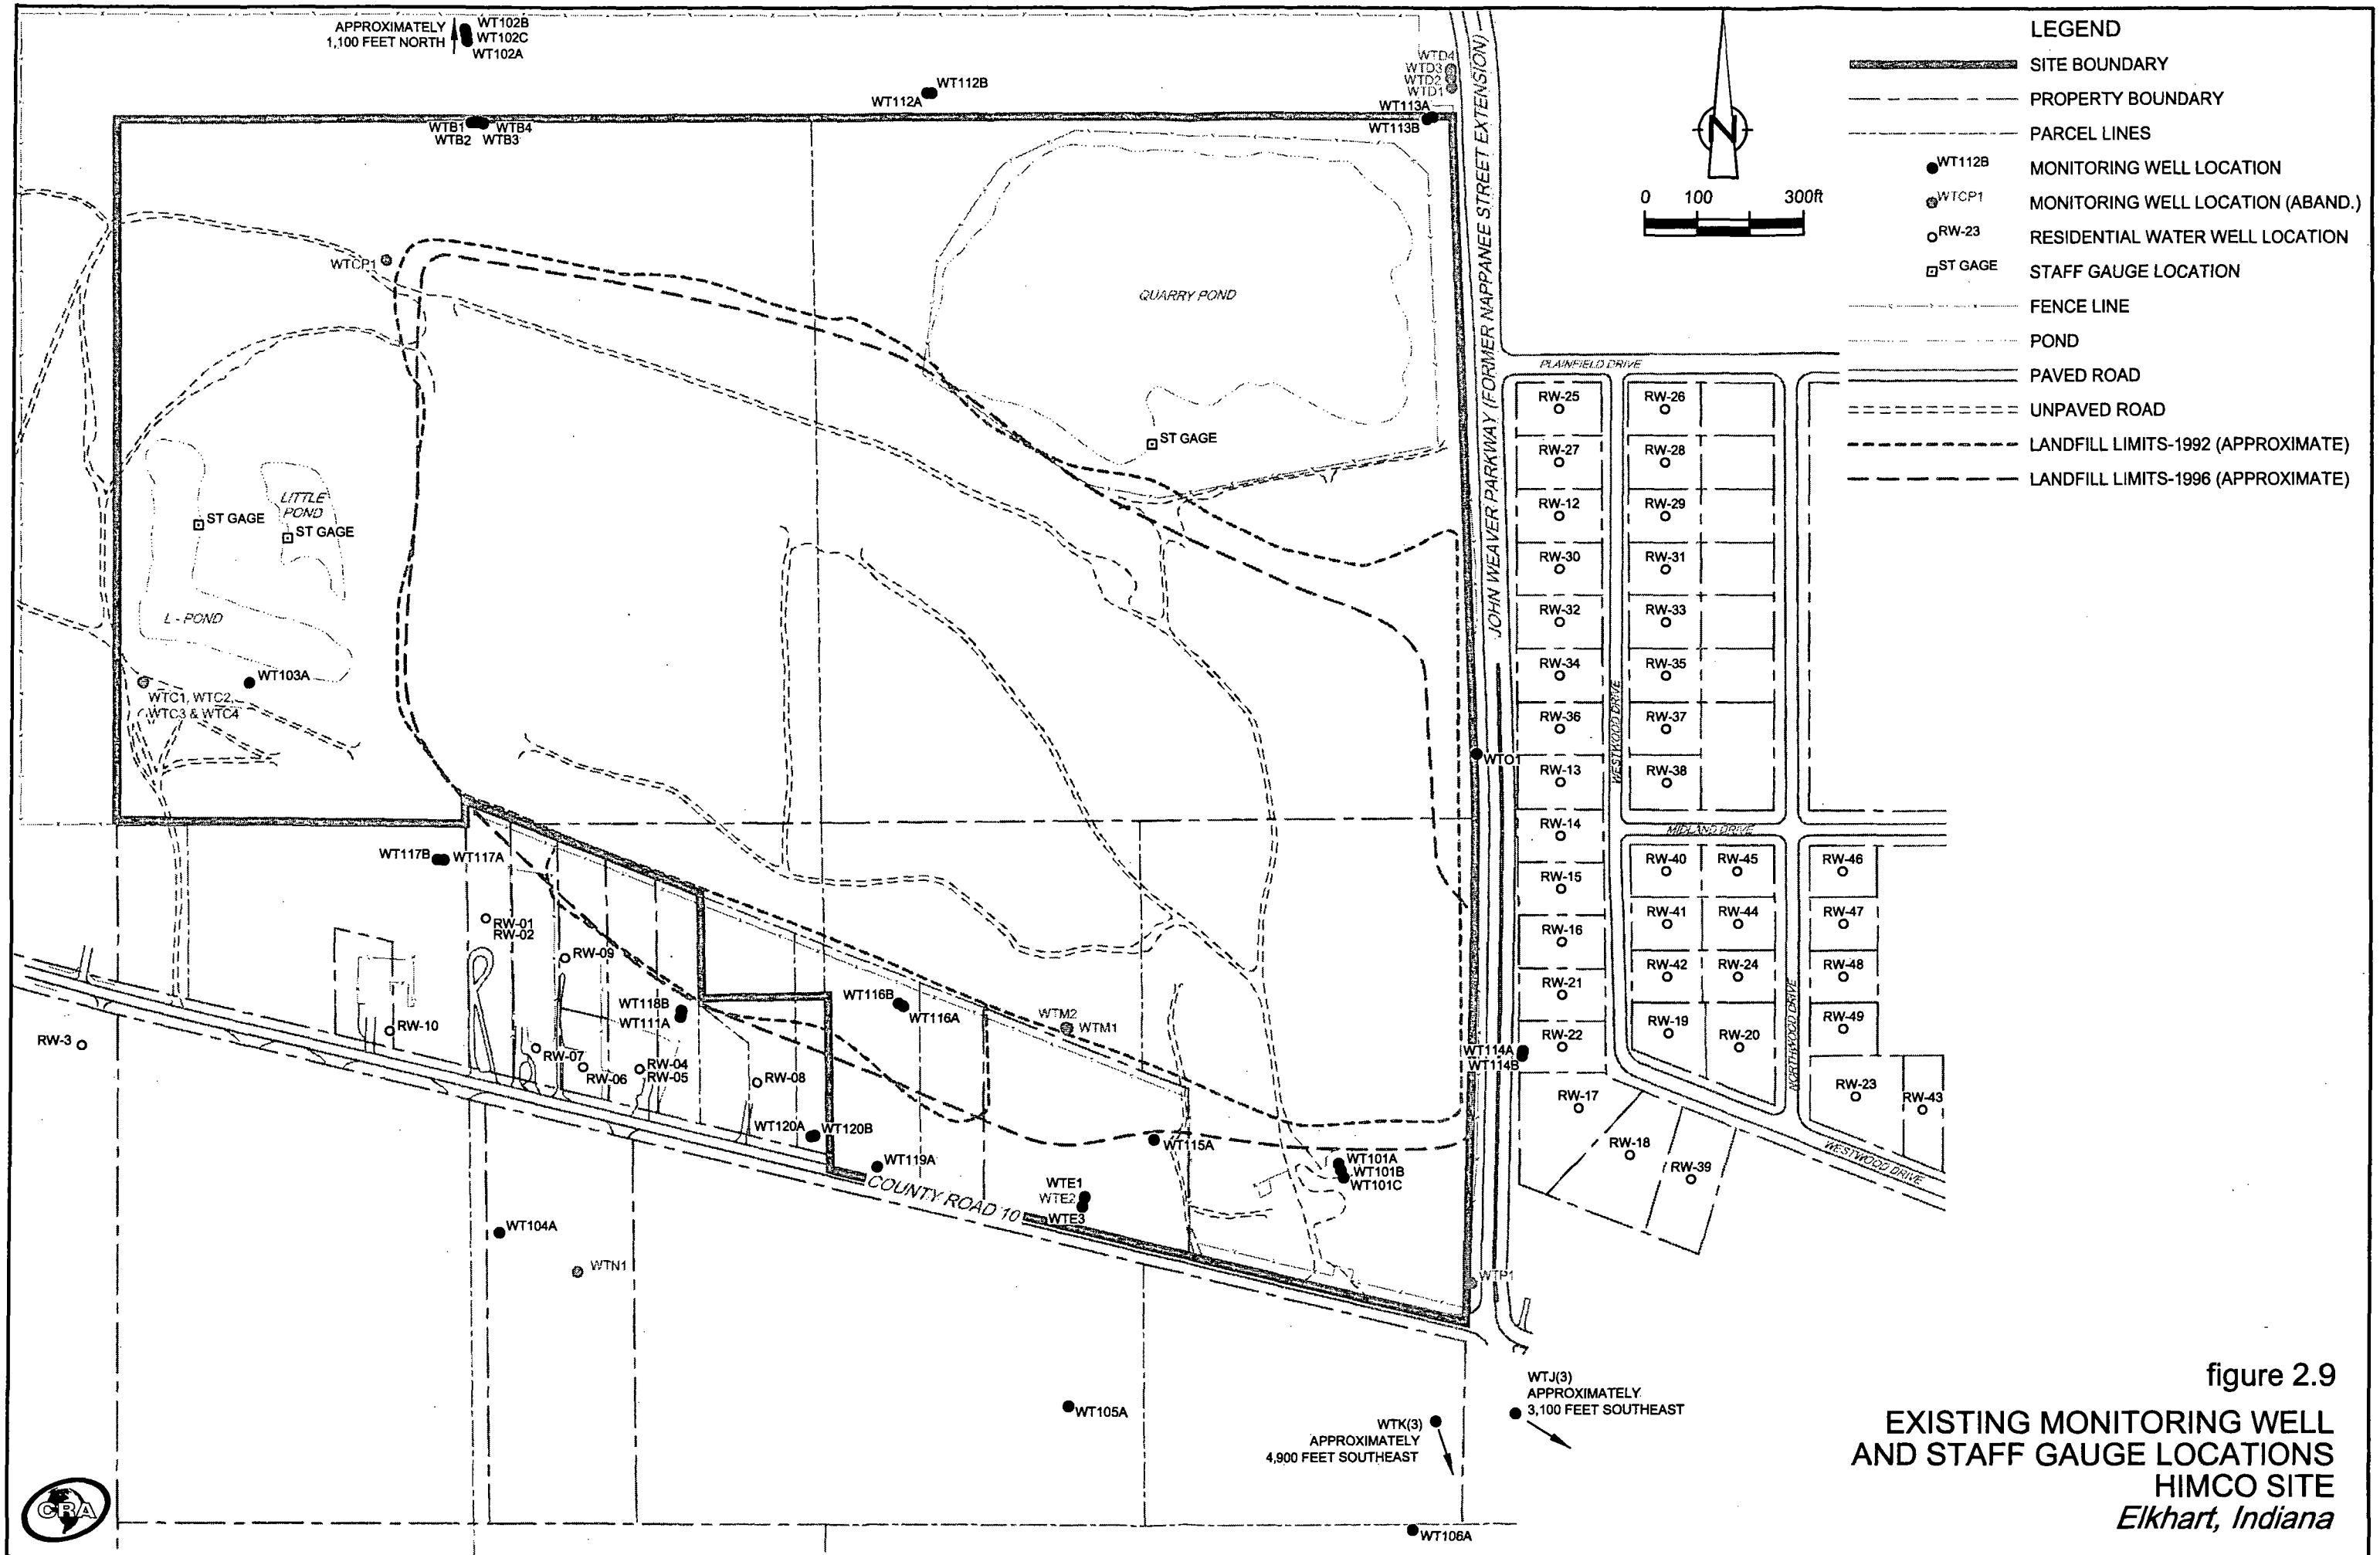 APPROXIMATELY
1,100 FEET NORTH
WT102B
WT102C
WT102A
WT112B
WT112A
WTD4
WTD3
WTD2
WTD1
WT113A
WT113B
WTB1
WTB4
WTB2
WTB3
WTCP1
QUARRY POND
ST GAGE
LITTLE
POND
ST GAGE
ST GAGE
L - POND
WT103A
WTC1, WTC2,
WTC3 & WTC4
JOHN WEAVER PARKWAY (FORMER NAPPANEE STREET EXTENSION)
N
0 100 300ft
LEGEND
SITE BOUNDARY
PROPERTY BOUNDARY
PARCEL LINES
WT112B
MONITORING WELL LOCATION
WTCP1
MONITORING WELL LOCATION (ABAND.)
RW-23
RESIDENTIAL WATER WELL LOCATION
ST GAGE
STAFF GAUGE LOCATION
FENCE LINE
POND
PAVED ROAD
UNPAVED ROAD
LANDFILL LIMITS-1992 (APPROXIMATE)
LANDFILL LIMITS-1996 (APPROXIMATE)
PLAINFIELD DRIVE
RW-25
RW-26
RW-27
RW-28
RW-12
RW-29
RW-30
RW-31
RW-32
RW-33
RW-34
RW-35
RW-36
RW-37
WESTWOOD DRIVE
WTO1
RW-13
RW-38
RW-14
MIDLAND DRIVE
RW-15
RW-40
RW-45
RW-46
RW-16
RW-41
RW-44
RW-47
RW-21
RW-42
RW-24
RW-48
RW-22
RW-19
RW-20
RW-49
NORTHWOOD DRIVE
WT114A
WT114B
RW-17
RW-23
RW-43
RW-18
RW-39
WESTWOOD DRIVE
WT117B
WT117A
RW-01
RW-02
RW-09
RW-10
RW-3
WT118B
WT111A
RW-07
RW-06
RW-04
RW-05
RW-08
WT116B
WT116A
WTM2
WTM1
WT120A
WT120B
WT119A
WT115A
WT101A
WT101B
WT101C
WTE1
WTE2
WTE3
COUNTY ROAD 10
WT104A
WTN1
WTP1
WT105A
WTJ(3)
APPROXIMATELY
3,100 FEET SOUTHEAST
WTK(3)
APPROXIMATELY
4,900 FEET SOUTHEAST
WT106A
CRA
figure 2.9
EXISTING MONITORING WELL
AND STAFF GAUGE LOCATIONS
HIMCO SITE
Elkhart, Indiana